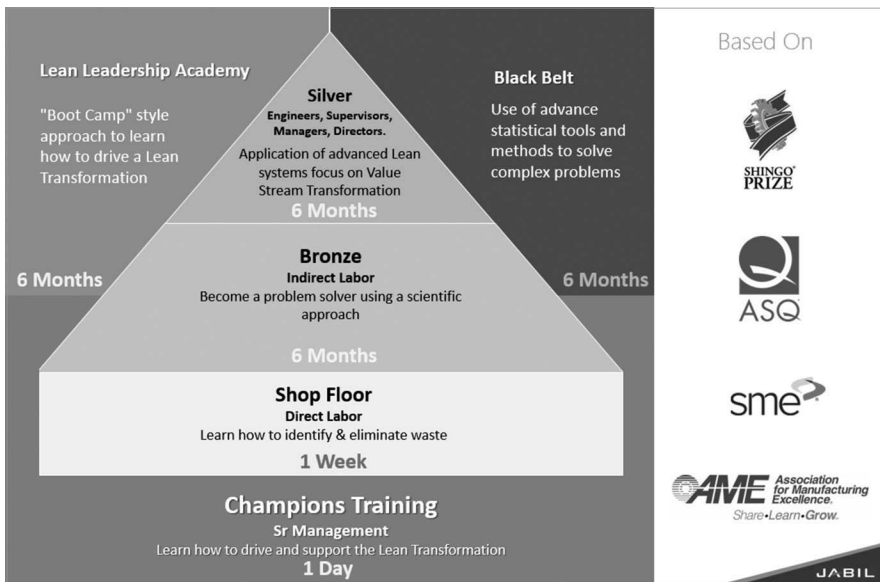 Lean Leadership Academy
"Boot Camp" style
approach to learn
how to drive a Lean
Transformation
6 Months
Silver
Engineers, Supervisors,
Managers, Directors.
Application of advanced Lean
systems focus on Value
Stream Transformation
6 Months
Black Belt
Use of advance
statistical tools and
methods to solve
complex problems
6 Months
Bronze
Indirect Labor
Become a problem solver using a scientific
approach
6 Months
Shop Floor
Direct Labor
Learn how to identify & eliminate waste
1 Week
Champions Training
Sr Management
Learn how to drive and support the Lean Transformation
1 Day
Based On
SHINGO®
PRIZE
ASQ
sme®
AME Association
for Manufacturing
Excellence®
Share•Learn•Grow.
JABIL